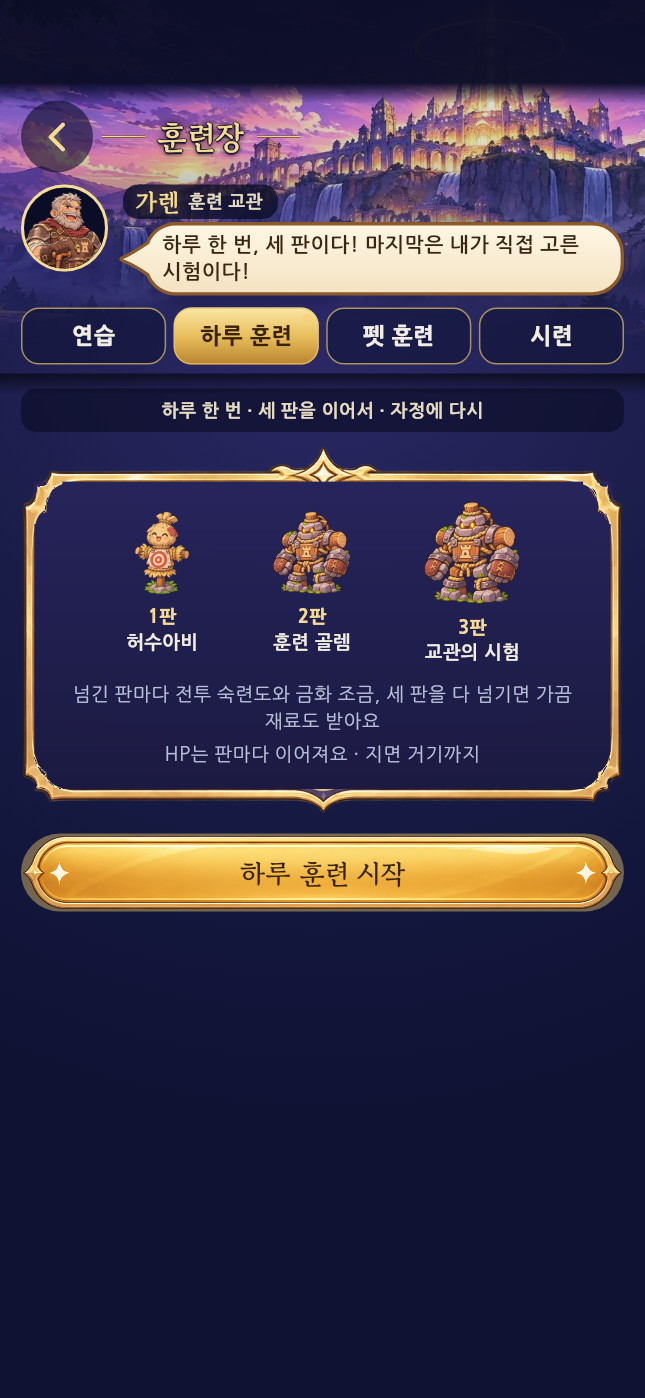 훈련장
가렌 훈련 교관
하루 한 번, 세 판이다! 마지막은 내가 직접 고른
시험이다!
연습
하루 훈련
펫 훈련
시련
하루 한 번 · 세 판을 이어서 · 자정에 다시
1판
허수아비
2판
훈련 골렘
3판
교관의 시험
넘긴 판마다 전투 숙련도와 금화 조금, 세 판을 다 넘기면 가끔
재료도 받아요
HP는 판마다 이어져요 · 지면 거기까지
하루 훈련 시작